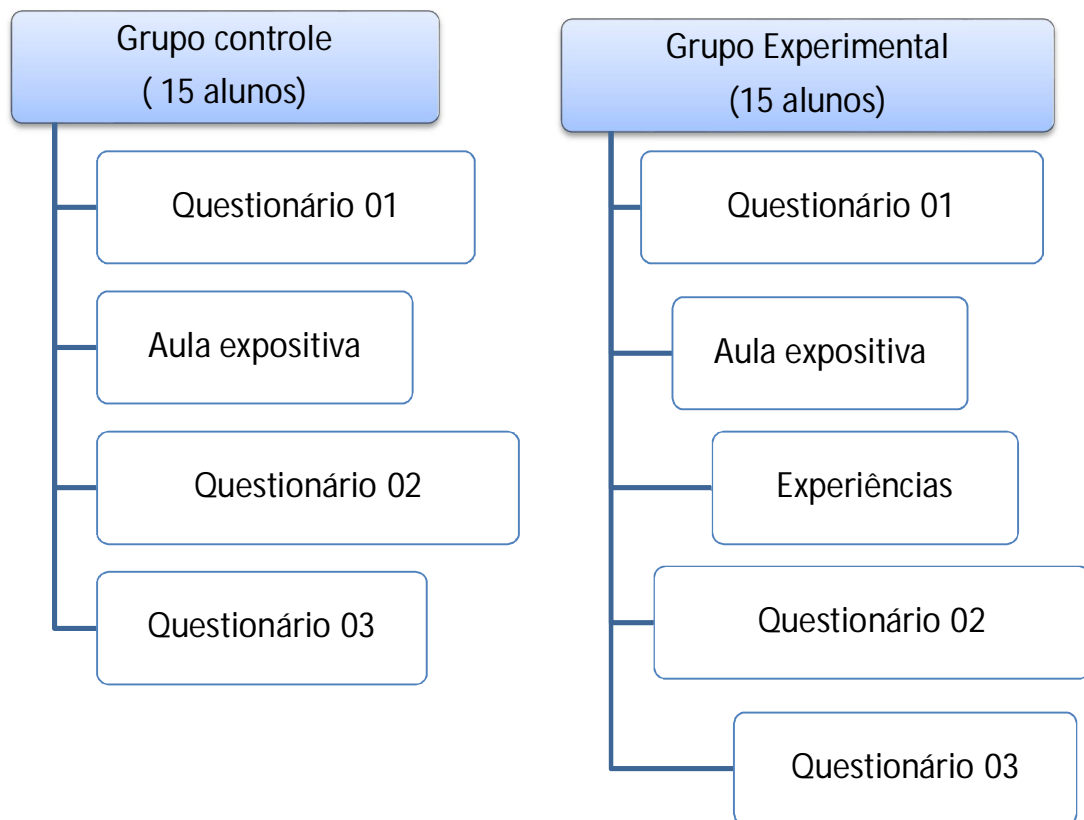 Grupo controle
( 15 alunos)
Questionário 01
Aula expositiva
Questionário 02
Questionário 03
Grupo Experimental
(15 alunos)
Questionário 01
Aula expositiva
Experiências
Questionário 02
Questionário 03